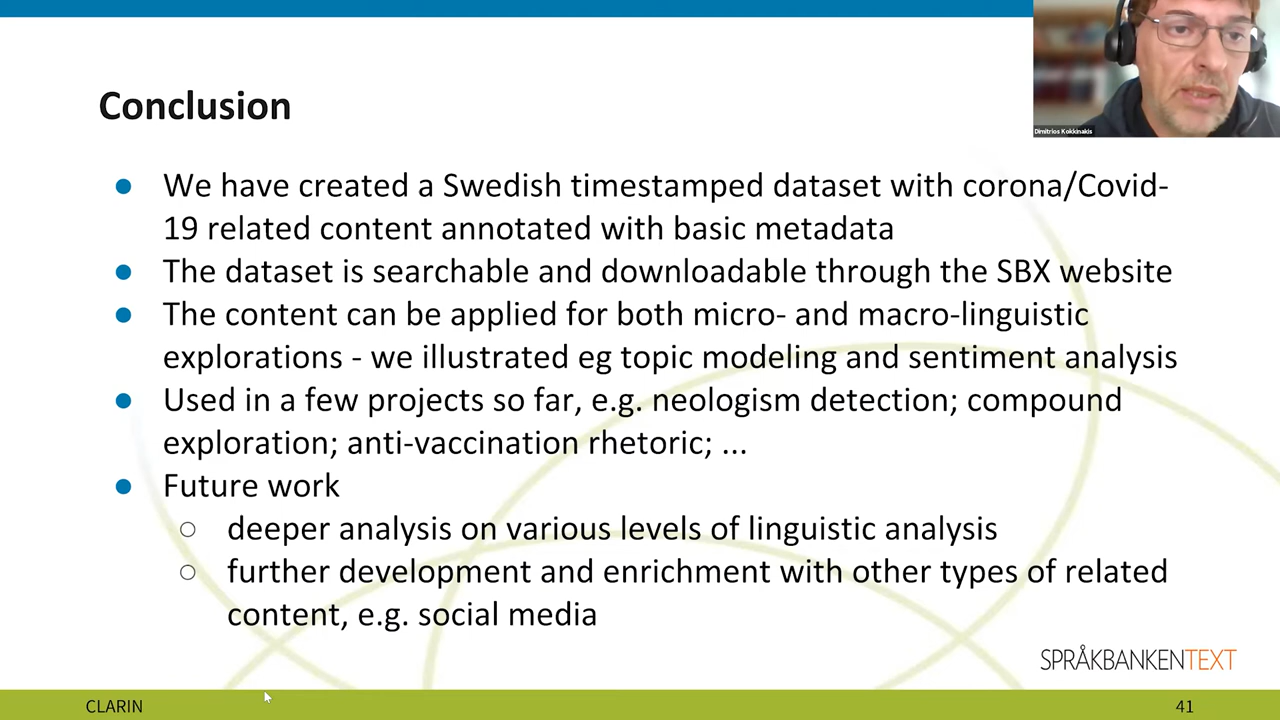 Dimitrios Kokkinakis
Conclusion
● We have created a Swedish timestamped dataset with corona/Covid-
19 related content annotated with basic metadata
● The dataset is searchable and downloadable through the SBX website
● The content can be applied for both micro- and macro-linguistic
explorations - we illustrated eg topic modeling and sentiment analysis
● Used in a few projects so far, e.g. neologism detection; compound
exploration; anti-vaccination rhetoric; ...
● Future work
○ deeper analysis on various levels of linguistic analysis
○ further development and enrichment with other types of related
content, e.g. social media
SPRÅKBANKENTEXT
CLARIN
41